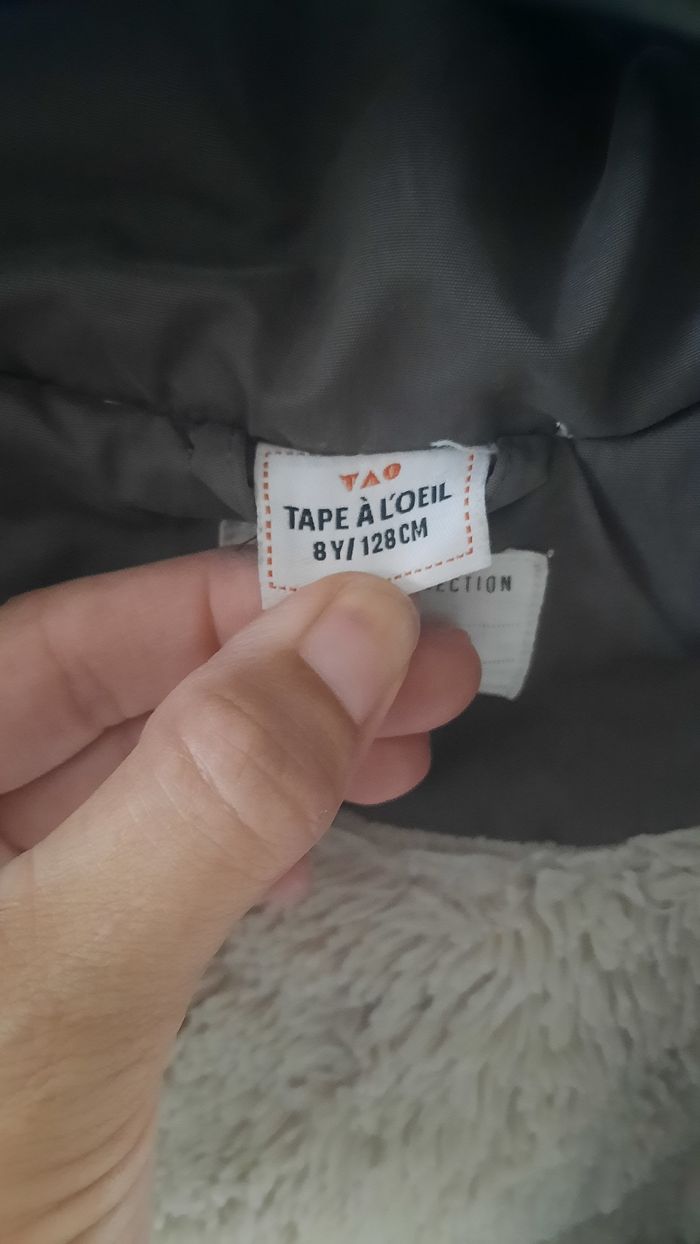 TAO
TAPE À L'OEIL
8Y/128CM